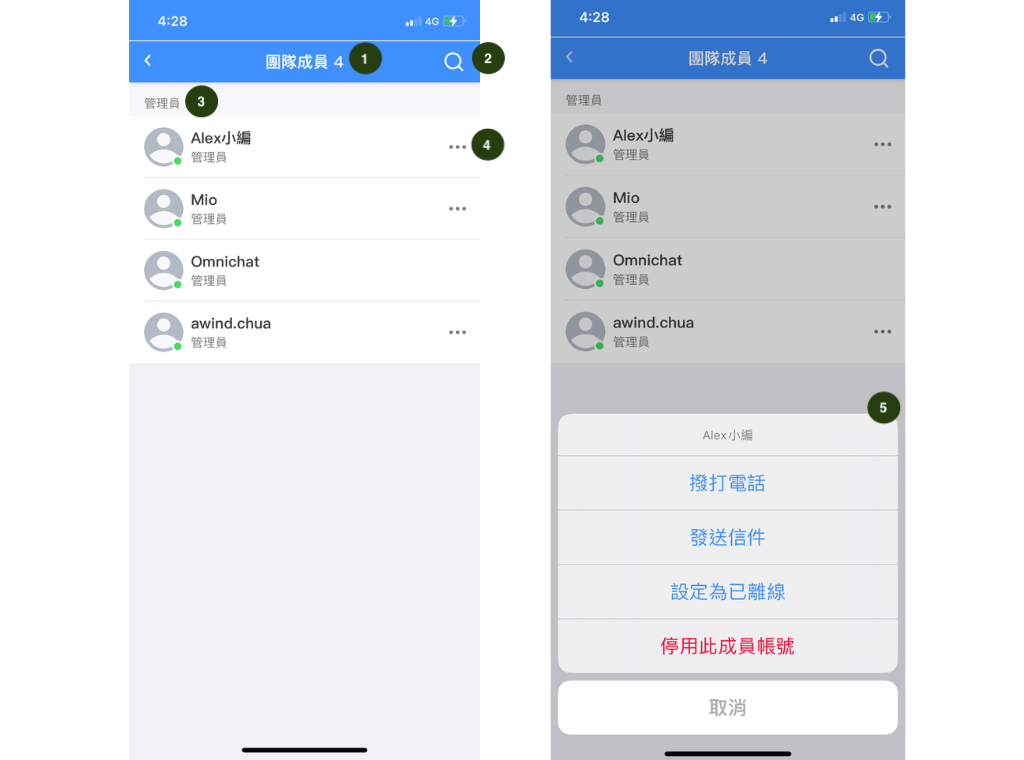 4:28
4G
團隊成員 4
1
2
管理員
3
Alex小編
管理員
4
Mio
管理員
Omnichat
管理員
awind.chua
管理員
4:28
4G
團隊成員 4
管理員
Alex小編
管理員
Mio
管理員
Omnichat
管理員
awind.chua
管理員
5
Alex小編
撥打電話
發送信件
設定為已離線
停用此成員帳號
取消